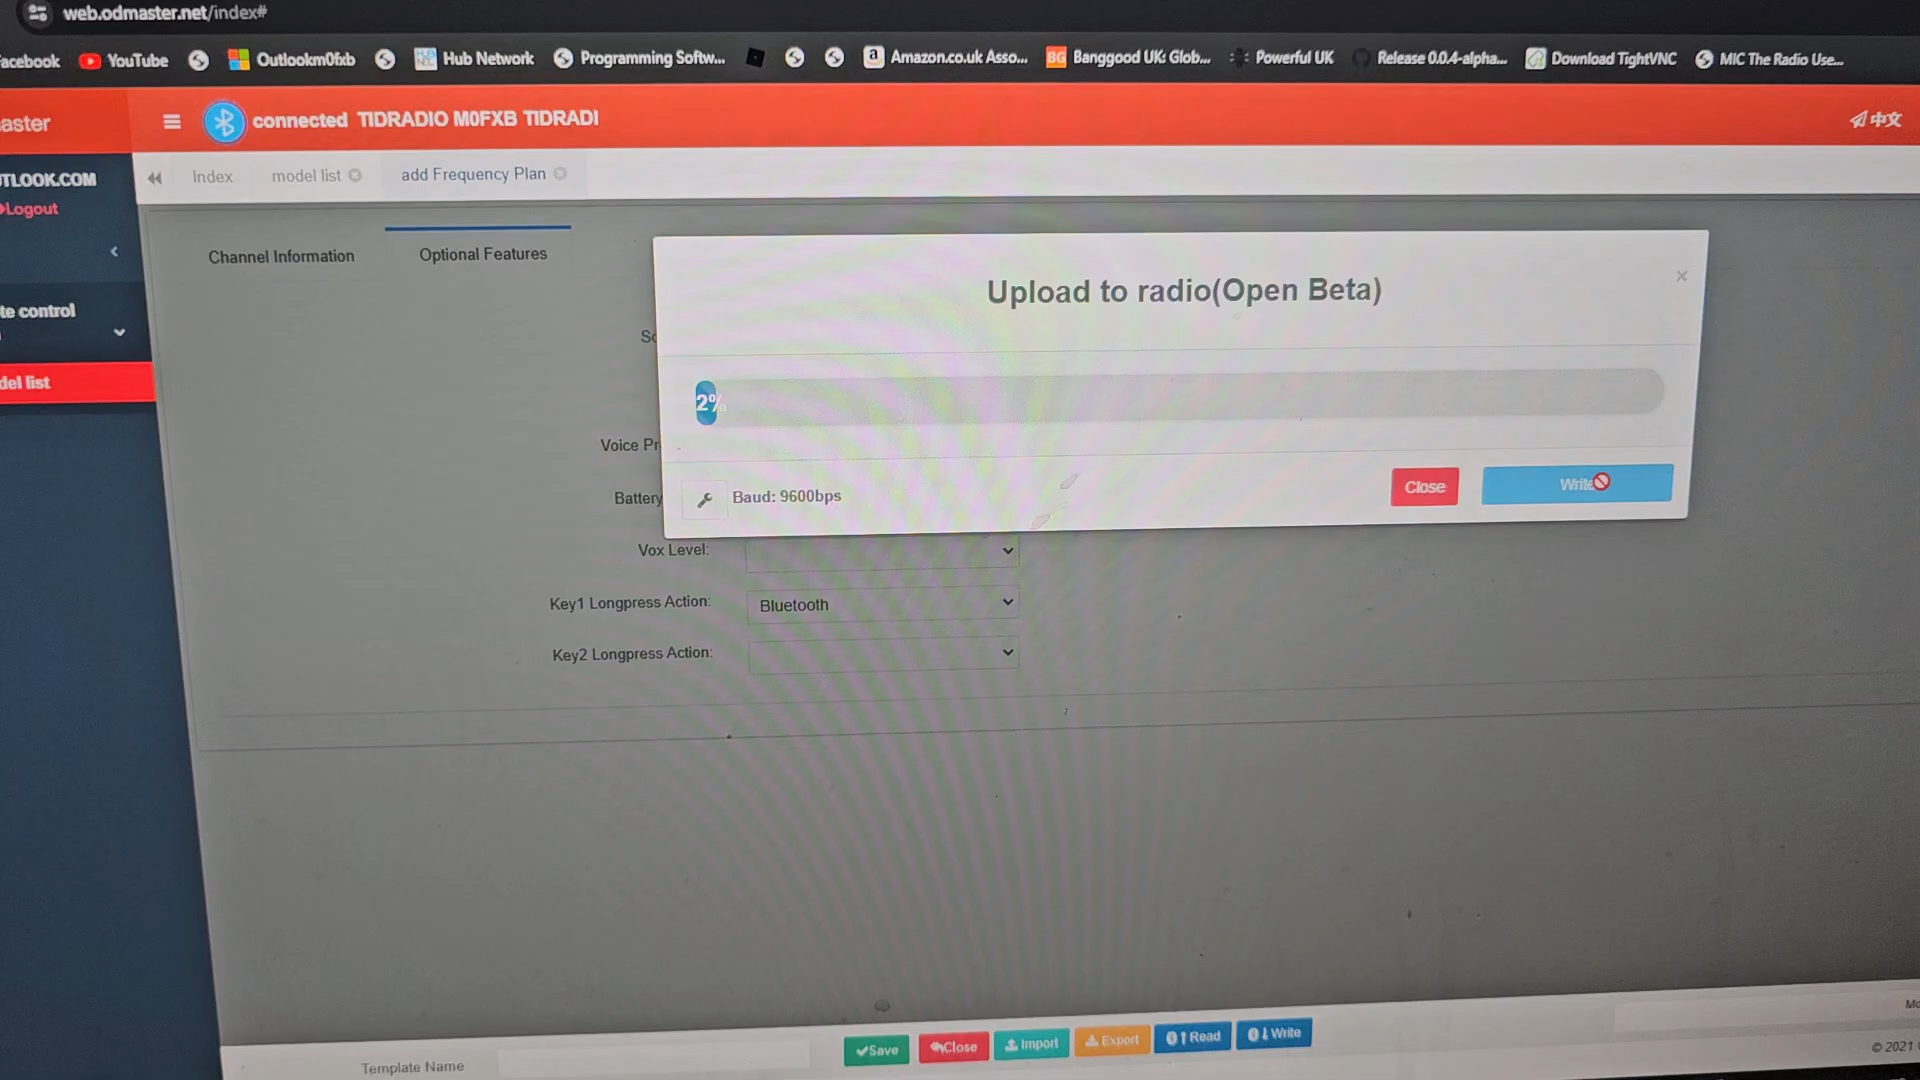 web.odmaster.net/index#
acebook YouTube Outlookm0fxb Hub Network Programming Softw... Amazon.co.uk Asso... BG Banggood UK: Glob... Powerful UK Release 0.0.4-alpha... Download TightVNC MIC The Radio Use...
aster connected TIDRADIO M0FXB TIDRADI 中文
TLOOK.COM
Logout
Index model list add Frequency Plan
Channel Information Optional Features
te control
del list
Upload to radio(Open Beta)
2%
Baud: 9600bps Close Write
Voice Pr
Battery
Vox Level:
Key1 Longpress Action: Bluetooth
Key2 Longpress Action:
Template Name Save Close Import Export Read Write
© 2021